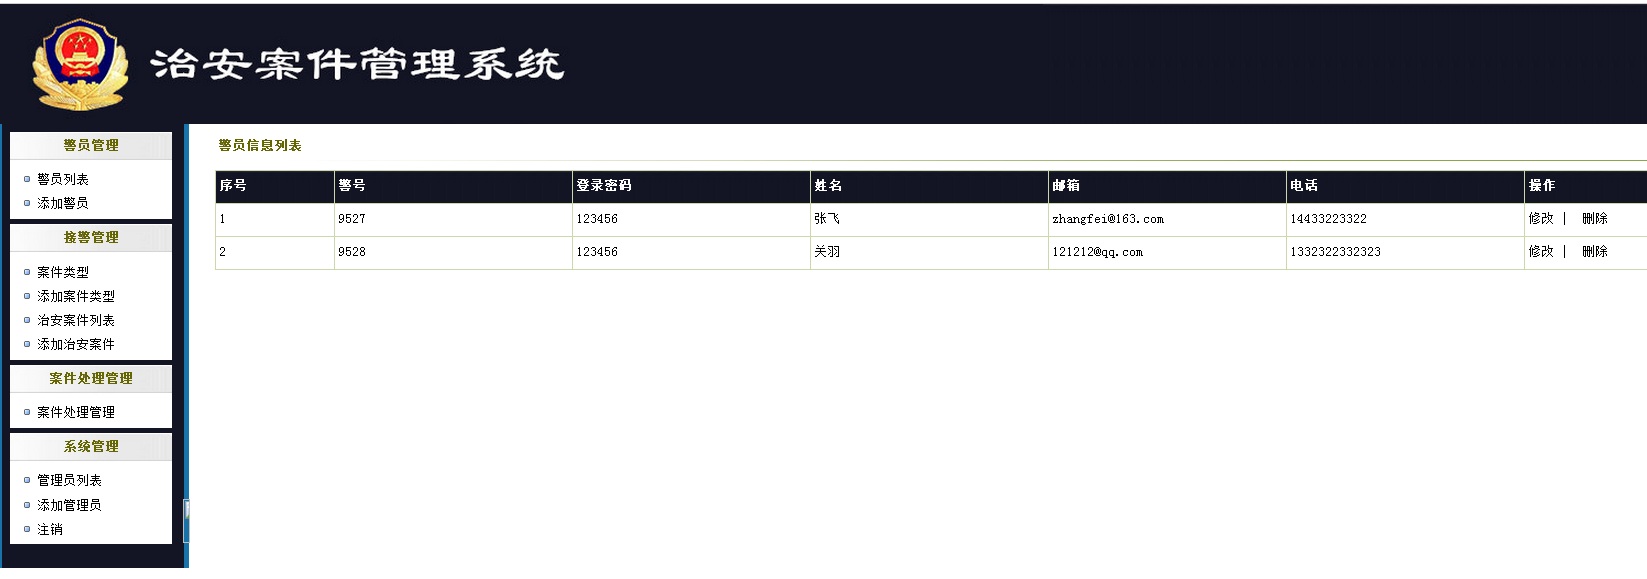 治安案件管理系统
警员管理
警员列表
添加警员
接警管理
案件类型
添加案件类型
治安案件列表
添加治安案件
案件处理管理
案件处理管理
系统管理
管理员列表
添加管理员
注销
警员信息列表
序号 警号 登录密码 姓名 邮箱 电话 操作
1 9527 123456 张飞 zhangfei@163.com 14433223322 修改 | 删除
2 9528 123456 关羽 121212@qq.com 1332322332323 修改 | 删除